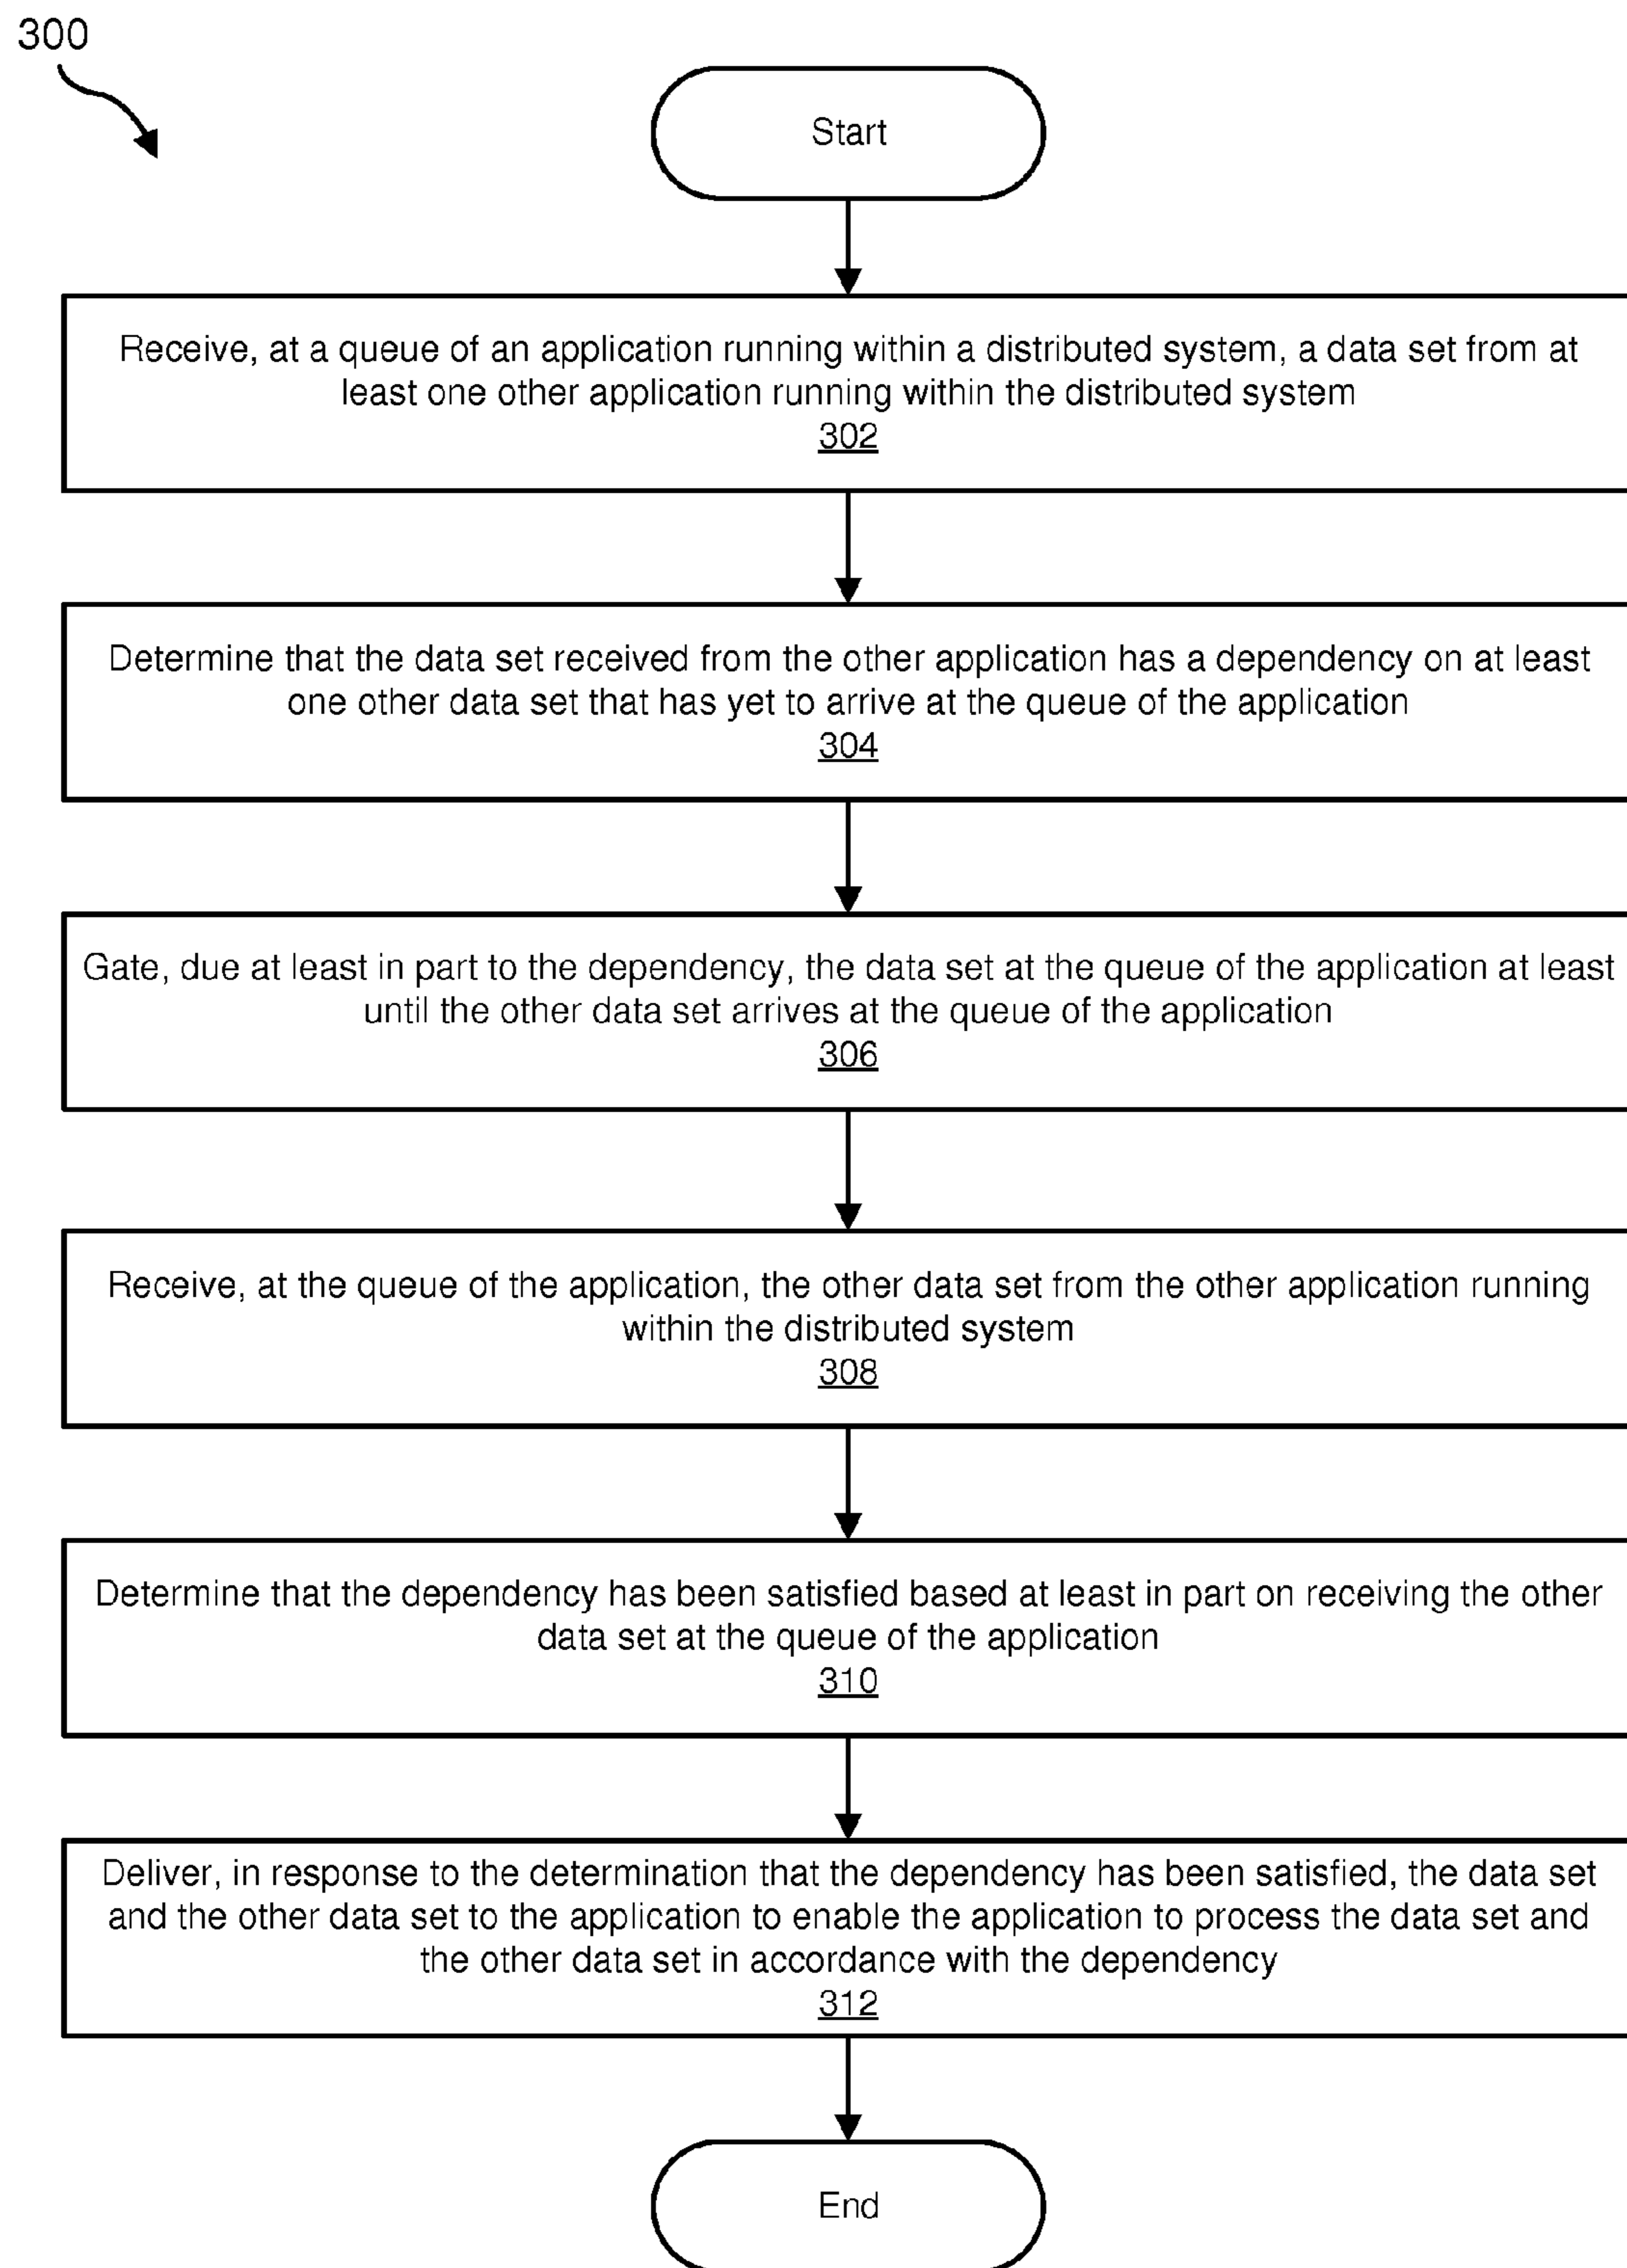 300
Start
Receive, at a queue of an application running within a distributed system, a data set from at
least one other application running within the distributed system
302
Determine that the data set received from the other application has a dependency on at least
one other data set that has yet to arrive at the queue of the application
304
Gate, due at least in part to the dependency, the data set at the queue of the application at least
until the other data set arrives at the queue of the application
306
Receive, at the queue of the application, the other data set from the other application running
within the distributed system
308
Determine that the dependency has been satisfied based at least in part on receiving the other
data set at the queue of the application
310
Deliver, in response to the determination that the dependency has been satisfied, the data set
and the other data set to the application to enable the application to process the data set and
the other data set in accordance with the dependency
312
End